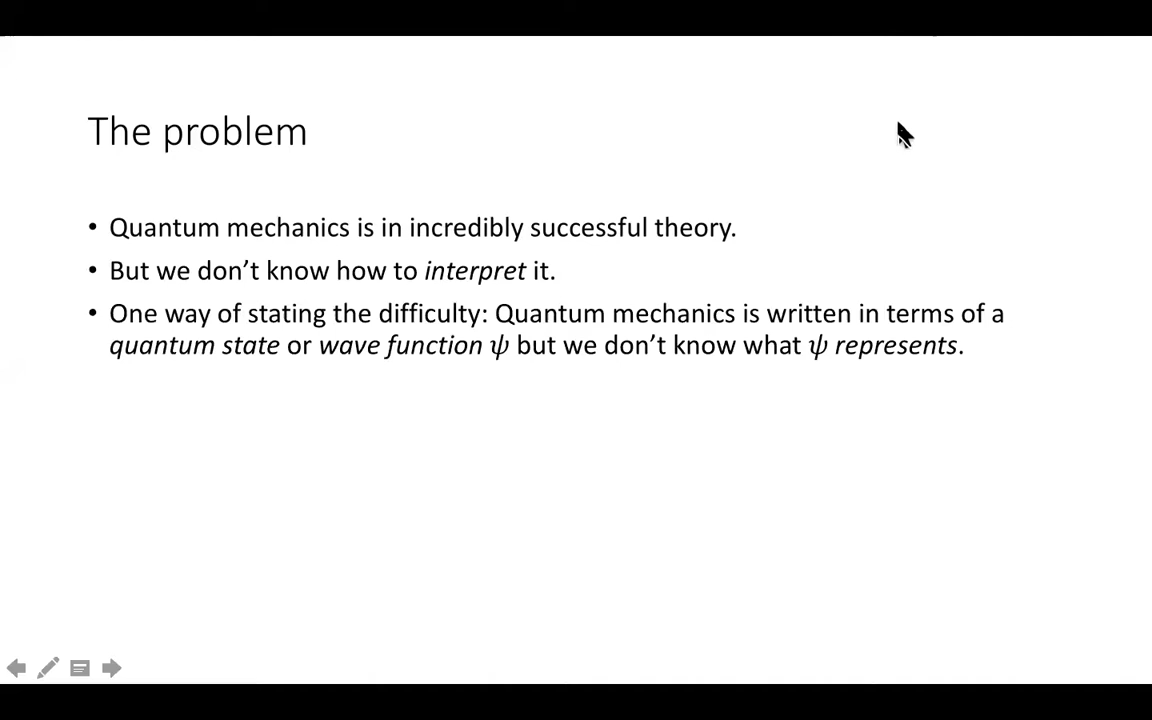 The problem
• Quantum mechanics is in incredibly successful theory.
• But we don’t know how to interpret it.
• One way of stating the difficulty: Quantum mechanics is written in terms of a
quantum state or wave function ψ but we don’t know what ψ represents.